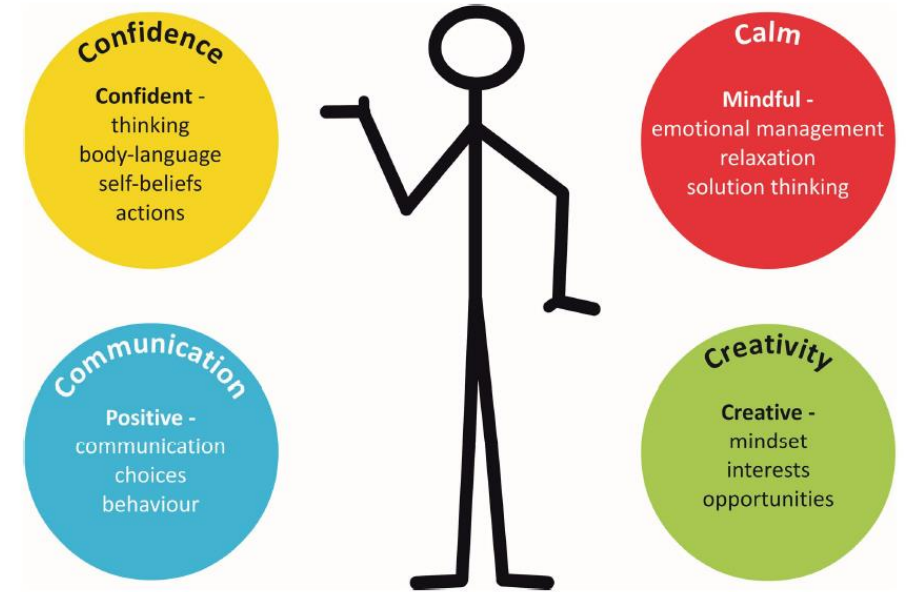 Confidence
Confident -
thinking
body-language
self-beliefs
actions
Calm
Mindful -
emotional management
relaxation
solution thinking
Communication
Positive -
communication
choices
behaviour
Creativity
Creative -
mindset
interests
opportunities